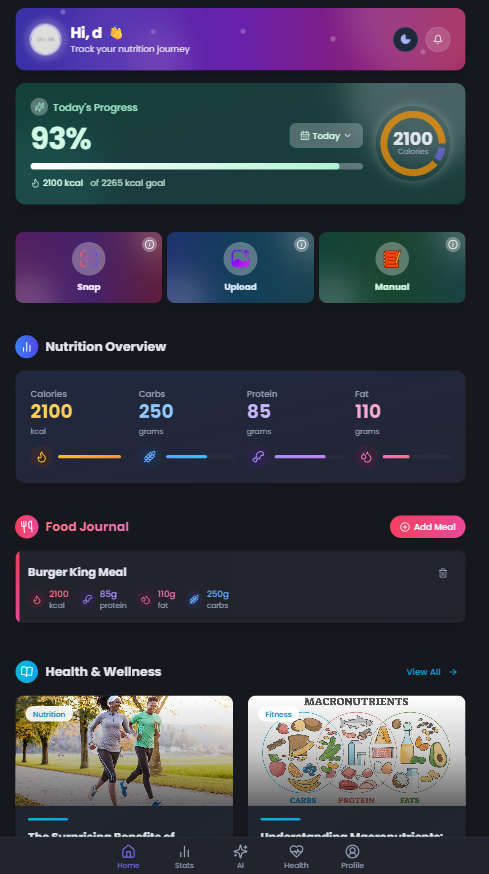 Hi, d 👋
Track your nutrition journey
Today's Progress
93%
Today
2100
Calories
2100 kcal of 2265 kcal goal
Snap
Upload
Manual
Nutrition Overview
Calories
2100
kcal
Carbs
250
grams
Protein
85
grams
Fat
110
grams
Food Journal
Add Meal
Burger King Meal
2100
kcal
85g
protein
110g
fat
250g
carbs
Health & Wellness
View All
Nutrition
Fitness
MACRONUTRIENTS
CARBS
PROTEIN
FATS
The Surprising Benefits of
Understanding Macronutrients:
Home
Stats
AI
Health
Profile